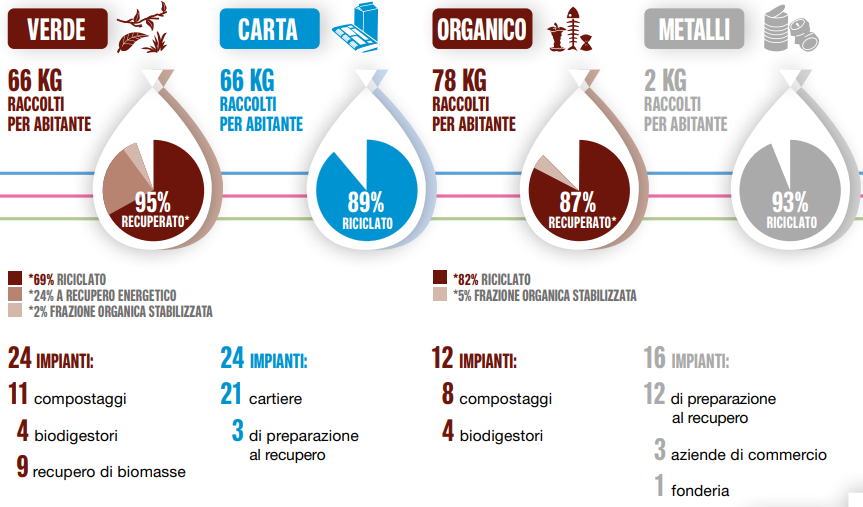 VERDE
66 KG
RACCOLTI
PER ABITANTE
95%
RECUPERATO*
*69% RICICLATO
*24% A RECUPERO ENERGETICO
*2% FRAZIONE ORGANICA STABILIZZATA
24 IMPIANTI:
11 compostaggi
4 biodigestori
9 recupero di biomasse
CARTA
66 KG
RACCOLTI
PER ABITANTE
89%
RICICLATO
24 IMPIANTI:
21 cartiere
3 di preparazione
al recupero
ORGANICO
78 KG
RACCOLTI
PER ABITANTE
87%
RECUPERATO*
*82% RICICLATO
*5% FRAZIONE ORGANICA STABILIZZATA
12 IMPIANTI:
8 compostaggi
4 biodigestori
METALLI
2 KG
RACCOLTI
PER ABITANTE
93%
RICICLATO
16 IMPIANTI:
12 di preparazione
al recupero
3 aziende di commercio
1 fonderia